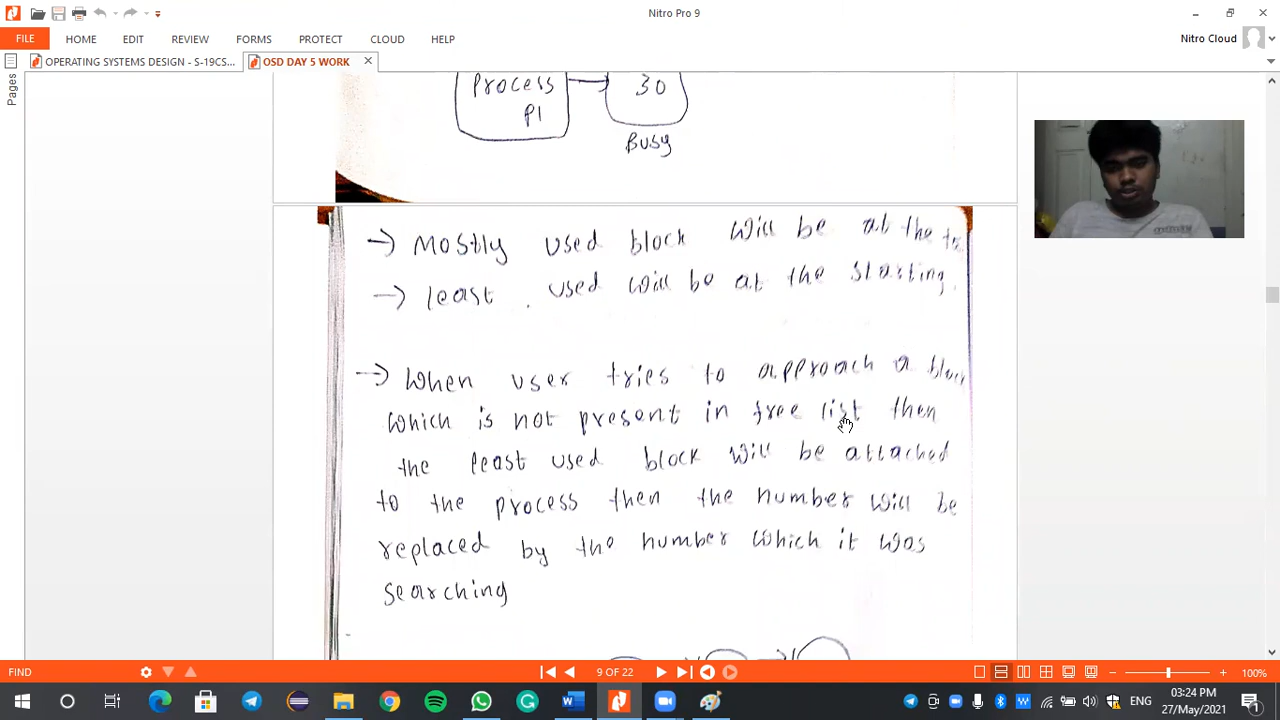 Nitro Pro 9
FILE
HOME
EDIT
REVIEW
FORMS
PROTECT
CLOUD
HELP
Nitro Cloud
OPERATING SYSTEMS DESIGN - S-19CS...
OSD DAY 5 WORK
Pages
Process
P1
30
Busy
→ Mostly used block will be at the
→ least used will be at the starting.
→ When user tries to approach a block
which is not present in free list then
the least used block will be attached
to the process then the number will be
replaced by the number which it was
searching
FIND
9 OF 22
100%
ENG
03:24 PM
27/May/2021